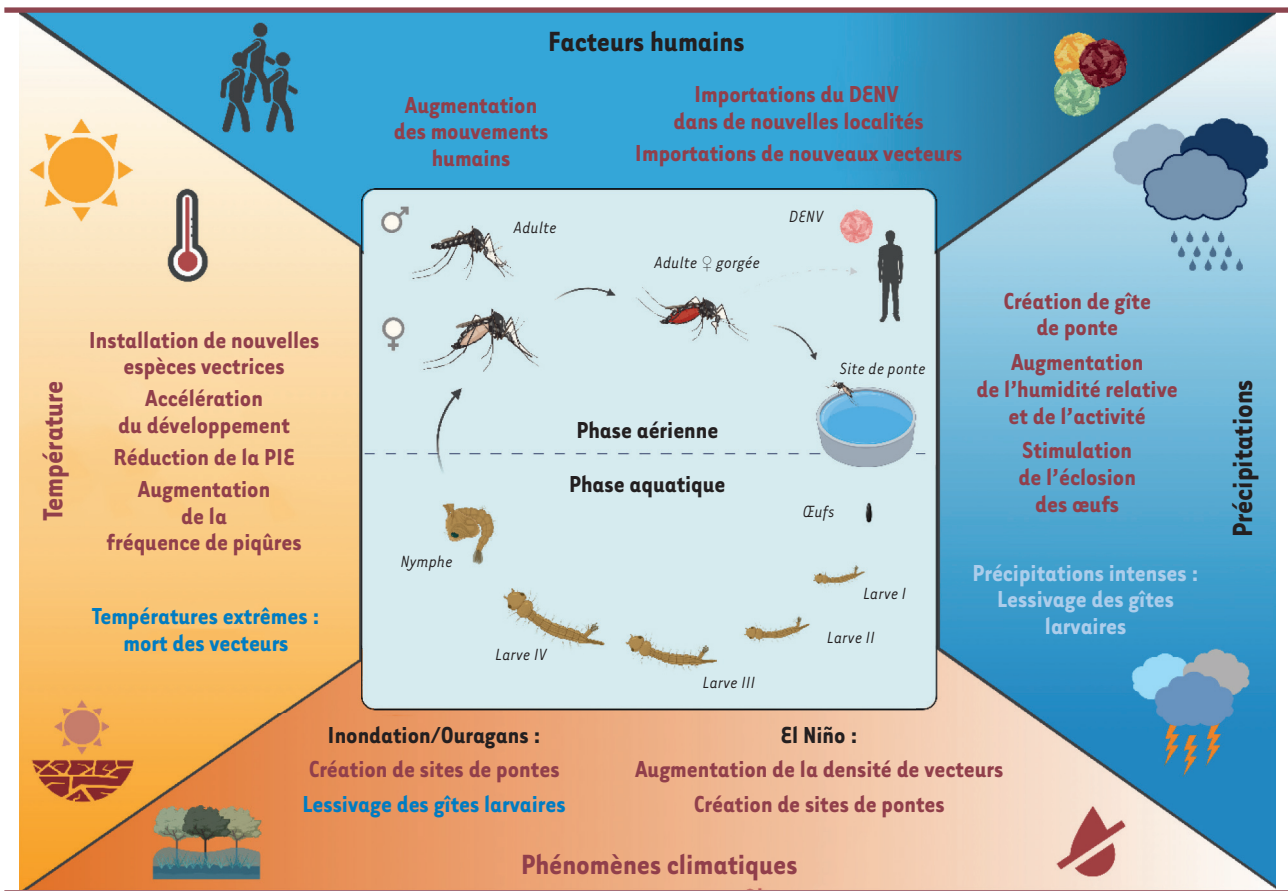 Facteurs humains
Augmentation
des mouvements
humains
Importations du DENV
dans de nouvelles localités
Importations de nouveaux vecteurs
Température
Installation de nouvelles
espèces vectrices
Accélération
du développement
Réduction de la PIE
Augmentation
de la
fréquence de piqûres
Températures extrêmes :
mort des vecteurs
♂
Adulte
♀
Adulte ♀ gorgée
DENV
Site de ponte
Phase aérienne
Phase aquatique
Œufs
Larve I
Larve II
Larve III
Larve IV
Nymphe
Précipitations
Création de gîte
de ponte
Augmentation
de l’humidité relative
et de l’activité
Stimulation
de l’éclosion
des œufs
Précipitations intenses :
Lessivage des gîtes
larvaires
Inondation/Ouragans :
Création de sites de pontes
Lessivage des gîtes larvaires
El Niño :
Augmentation de la densité de vecteurs
Création de sites de pontes
Phénomènes climatiques